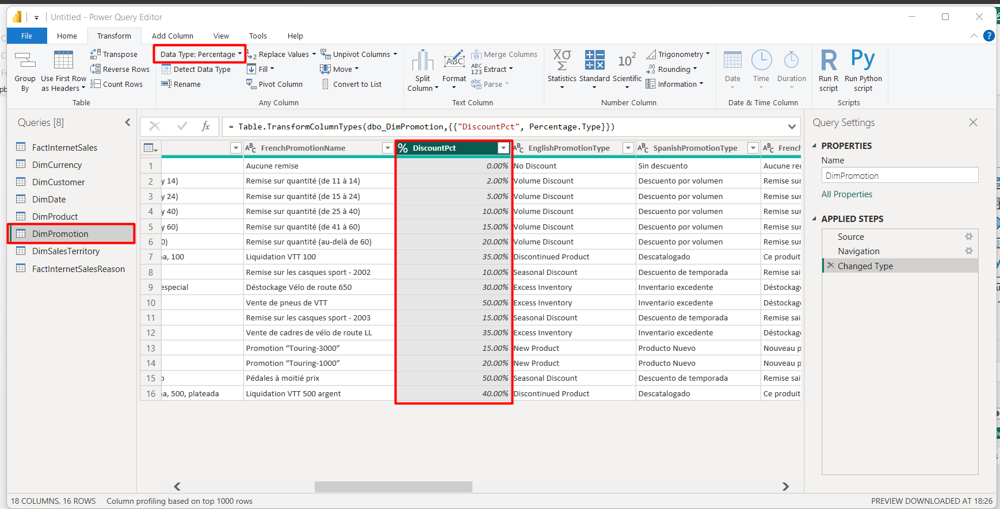 Untitled - Power Query Editor
File Home Transform Add Column View Tools Help
Group By
Use First Row as Headers
Transpose
Reverse Rows
Count Rows
Table
Data Type: Percentage
Detect Data Type
Rename
Replace Values
Fill
Pivot Column
Unpivot Columns
Move
Convert to List
Any Column
Split Column
Format
Merge Columns
Extract
Parse
Text Column
Statistics
Standard
Scientific
Trigonometry
Rounding
Information
Number Column
Date
Time
Duration
Date & Time Column
Run R script
Run Python script
Scripts
Queries [8]
FactInternetSales
DimCurrency
DimCustomer
DimDate
DimProduct
DimPromotion
DimSalesTerritory
FactInternetSalesReason
fx = Table.TransformColumnTypes(dbo_DimPromotion,{{"DiscountPct", Percentage.Type}})
FrenchPromotionName % DiscountPct EnglishPromotionType SpanishPromotionType Frenc
1 Aucune remise 0.00% No Discount Sin descuento Aucune re
2 y 14) Remise sur quantité (de 11 à 14) 2.00% Volume Discount Descuento por volumen Remise sur
3 y 24) Remise sur quantité (de 15 à 24) 5.00% Volume Discount Descuento por volumen Remise sur
4 y 40) Remise sur quantité (de 25 à 40) 10.00% Volume Discount Descuento por volumen Remise sur
5 y 60) Remise sur quantité (de 41 à 60) 15.00% Volume Discount Descuento por volumen Remise sur
6 0) Remise sur quantité (au-delà de 60) 20.00% Volume Discount Descuento por volumen Remise sur
7 a, 100 Liquidation VTT 100 35.00% Discontinued Product Descatalogado Ce produit
8 Remise sur les casques sport - 2002 10.00% Seasonal Discount Descuento de temporada Remise sai
9 especial Déstockage Vélo de route 650 30.00% Excess Inventory Inventario excedente Déstockage
10 Vente de pneus de VTT 50.00% Excess Inventory Inventario excedente Déstockage
11 Remise sur les casques sport - 2003 15.00% Seasonal Discount Descuento de temporada Remise sai
12 Vente de cadres de vélo de route LL 35.00% Excess Inventory Inventario excedente Déstockage
13 Promotion “Touring-3000” 15.00% New Product Producto Nuevo Nouveau p
14 Promotion “Touring-1000” 20.00% New Product Producto Nuevo Nouveau p
15 o Pédales à moitié prix 50.00% Seasonal Discount Descuento de temporada Remise sai
16 ia, 500, plateada Liquidation VTT 500 argent 40.00% Discontinued Product Descatalogado Ce produit
Query Settings
PROPERTIES
Name
DimPromotion
All Properties
APPLIED STEPS
Source
Navigation
Changed Type
18 COLUMNS, 16 ROWS Column profiling based on top 1000 rows
PREVIEW DOWNLOADED AT 18:26